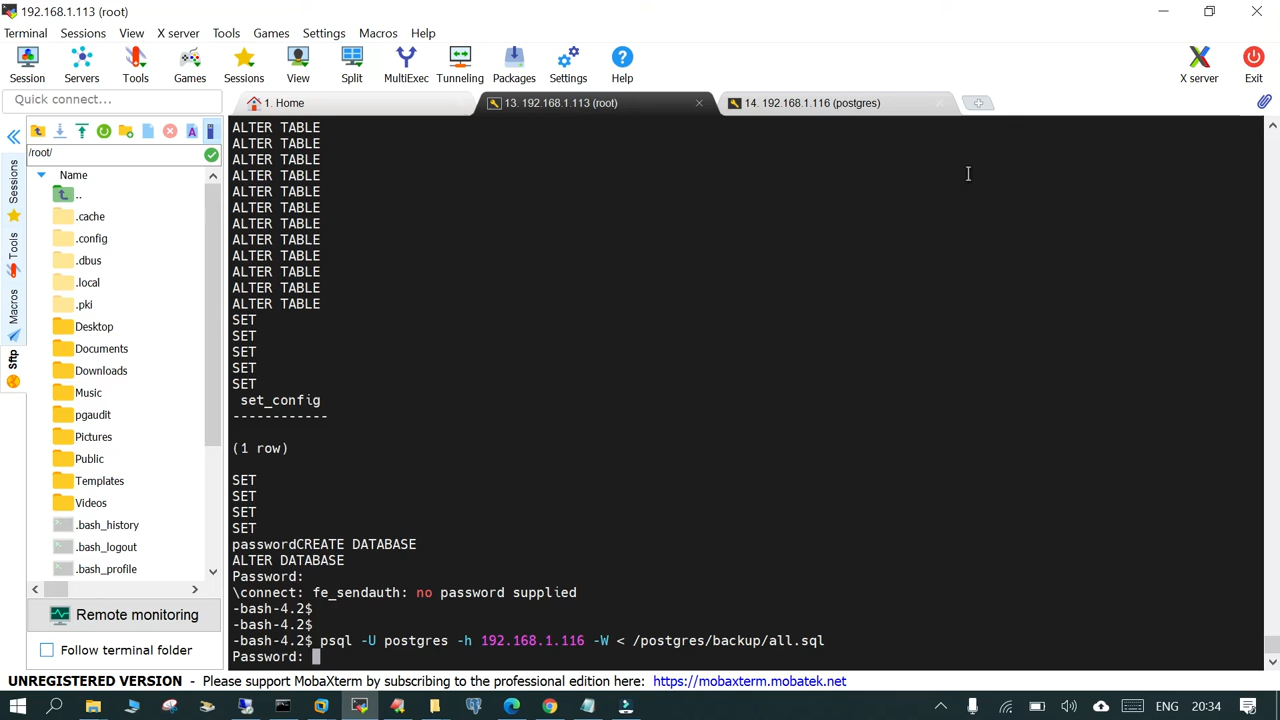 192.168.1.113 (root)
Terminal Sessions View X server Tools Games Settings Macros Help
Session Servers Tools Games Sessions View Split MultiExec Tunneling Packages Settings Help X server Exit
Quick connect...
1. Home
13. 192.168.1.113 (root)
14. 192.168.1.116 (postgres)
Sessions
Tools
Macros
Sftp
/root/
Name
..
.cache
.config
.dbus
.local
.pki
Desktop
Documents
Downloads
Music
pgaudit
Pictures
Public
Templates
Videos
.bash_history
.bash_logout
.bash_profile
Remote monitoring
Follow terminal folder
ALTER TABLE
ALTER TABLE
ALTER TABLE
ALTER TABLE
ALTER TABLE
ALTER TABLE
ALTER TABLE
ALTER TABLE
ALTER TABLE
ALTER TABLE
ALTER TABLE
ALTER TABLE
SET
SET
SET
SET
SET
set_config
------------
(1 row)
SET
SET
SET
SET
passwordCREATE DATABASE
ALTER DATABASE
Password:
\connect: fe_sendauth: no password supplied
-bash-4.2$
-bash-4.2$
-bash-4.2$ psql -U postgres -h 192.168.1.116 -W < /postgres/backup/all.sql
Password:
UNREGISTERED VERSION - Please support MobaXterm by subscribing to the professional edition here: https://mobaxterm.mobatek.net
ENG 20:34